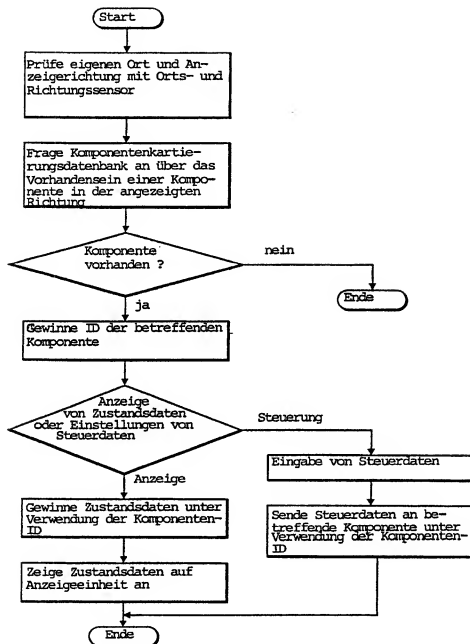 Start
Prüfe eigenen Ort und An-
zeigerichtung mit Orts- und
Richtungssensor
Frage Komponentenkartie-
rungsdatenbank an über das
Vorhandensein einer Kompo-
nente in der angezeigten
Richtung
Komponente
vorhanden ?
nein
Ende
ja
Gewinne ID der betreffenden
Komponente
Anzeige
von Zustandsdaten
oder Einstellungen von
Steuerdaten
Steuerung
Anzeige
Eingabe von Steuerdaten
Gewinne Zustandsdaten unter
Verwendung der Komponenten-
ID
Sende Steuerdaten an be-
treffende Komponente unter
Verwendung der Komponenten-
ID
Zeige Zustandsdaten auf
Anzeigeeinheit an
Ende